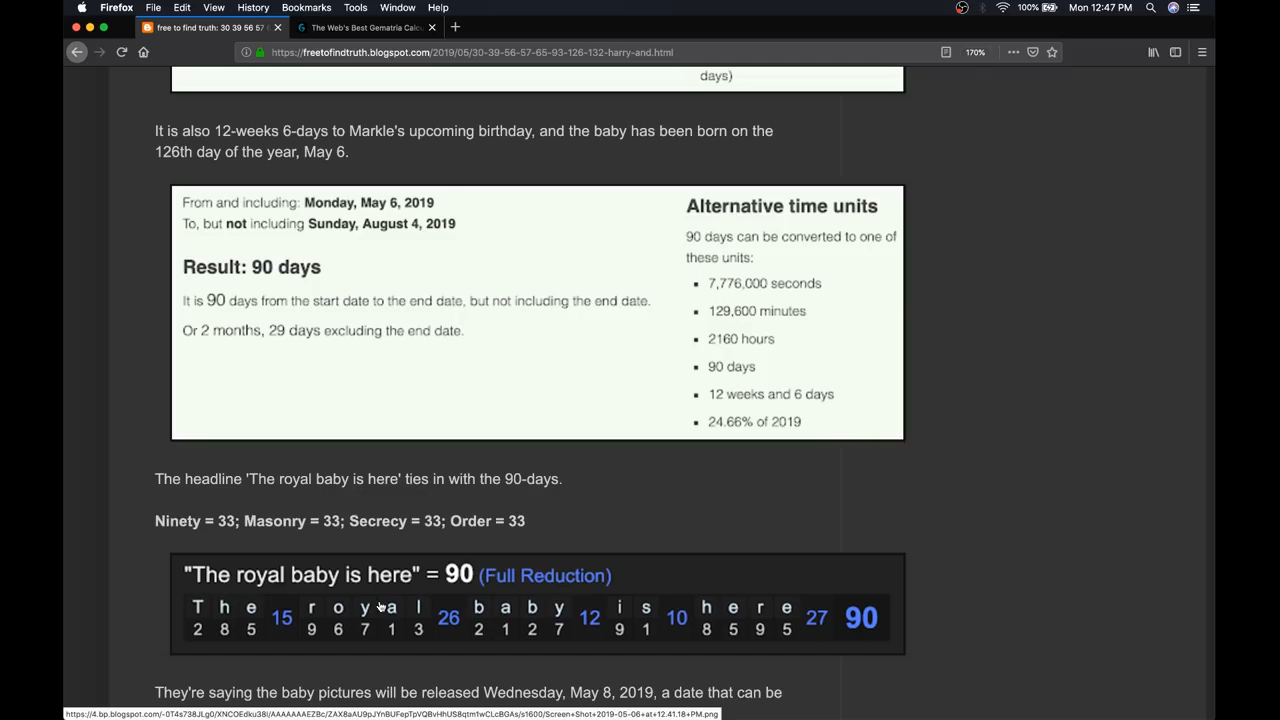 Firefox File Edit View History Bookmarks Tools Window Help 100% Mon 12:47 PM
free to find truth: 30 39 56 57 6 The Web's Best Gematria Calcu
https://freetofindtruth.blogspot.com/2019/05/30-39-56-57-65-93-126-132-harry-and.html 170%
days)
It is also 12-weeks 6-days to Markle's upcoming birthday, and the baby has been born on the
126th day of the year, May 6.
From and including: Monday, May 6, 2019
To, but not including Sunday, August 4, 2019
Result: 90 days
It is 90 days from the start date to the end date, but not including the end date.
Or 2 months, 29 days excluding the end date.
Alternative time units
90 days can be converted to one of
these units:
7,776,000 seconds
129,600 minutes
2160 hours
90 days
12 weeks and 6 days
24.66% of 2019
The headline 'The royal baby is here' ties in with the 90-days.
Ninety = 33; Masonry = 33; Secrecy = 33; Order = 33
"The royal baby is here" = 90 (Full Reduction)
T h e 15 r o y a l 26 b a b y 12 i s 10 h e r e 27 90
2 8 5 9 6 7 1 3 2 1 2 7 9 1 8 5 9 5
They're saying the baby pictures will be released Wednesday, May 8, 2019, a date that can be